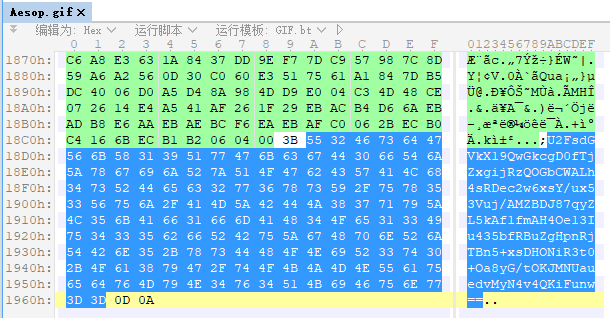 Aesop.gif ×
编辑为: Hex 运行脚本 运行模板: GIF.bt
0 1 2 3 4 5 6 7 8 9 A B C D E F 0123456789ABCDEF
1870h: C6 A8 E3 63 1A 84 37 DD 9E F7 7D C9 57 98 7C 8D Æ¨ãc.„7Ýž÷}ÉW˜|.
1880h: 59 A6 A2 56 0D 30 C0 60 E3 51 75 61 A1 84 7D B5 Y¦¢V.0À`ãQua¡„}µ
1890h: DC 40 06 D0 A5 D4 8A 98 4D D9 E0 04 C3 4D 48 CE Ü@.Ð¥ÔŠ˜MÙà.ÃMHÎ
18A0h: 26 14 E4 A5 41 AF 26 1F 29 EB AC B4 D6 6A EB .&.ä¥A¯&.)ë¬´Öjë
18B0h: AD B8 E6 AA EB AE BC F6 EA EB AF C0 06 2B EC B0 ¸æªë®¼öêë¯À.+ì°
18C0h: C4 16 6B EC B1 B2 06 04 00 3B 55 32 46 73 64 47 Ä.kì±²...;U2FsdG
18D0h: 56 6B 58 31 39 51 77 47 6B 63 67 44 30 66 54 6A VkX19QwGkcgD0fTj
18E0h: 5A 78 67 69 6A 52 7A 51 4F 47 62 43 57 41 4C 68 ZxgijRzQOGbCWALh
18F0h: 34 73 52 44 65 63 32 77 36 78 73 59 2F 75 78 35 4sRDec2w6xsY/ux5
1900h: 33 56 75 6A 2F 41 4D 5A 42 44 4A 38 37 71 79 5A 3Vuj/AMZBDJ87qyZ
1910h: 4C 35 6B 41 66 31 66 6D 41 48 34 4F 65 31 33 49 L5kAf1fmAH4Oe13I
1920h: 75 34 33 35 62 66 52 42 75 5A 67 48 70 6E 52 6A u435bfRBuZgHpnRj
1930h: 54 42 6E 35 2B 78 73 44 48 4F 4E 69 52 33 74 30 TBn5+xsDHONiR3t0
1940h: 2B 4F 61 38 79 47 2F 74 4F 4B 4A 4D 4E 55 61 75 +Oa8yG/tOKJMNUau
1950h: 65 64 76 4D 79 4E 34 76 34 51 4B 69 46 75 6E 77 edvMyN4v4QKiFunw
1960h: 3D 3D 0D 0A ==..